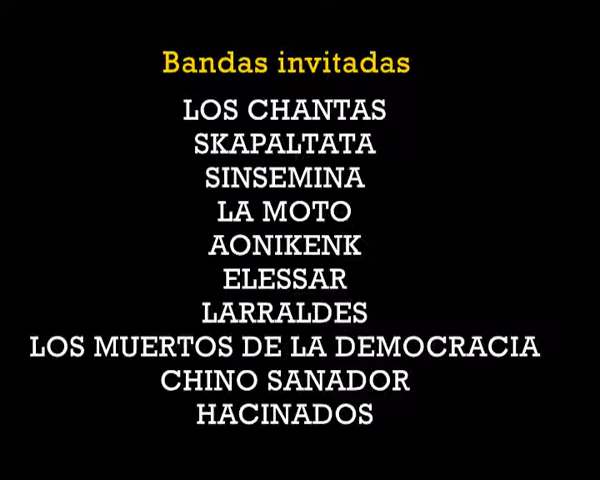 Bandas invitadas
LOS CHANTAS
SKAPALTATA
SINSEMINA
LA MOTO
AONIKENK
ELESSAR
LARRALDES
LOS MUERTOS DE LA DEMOCRACIA
CHINO SANADOR
HACINADOS